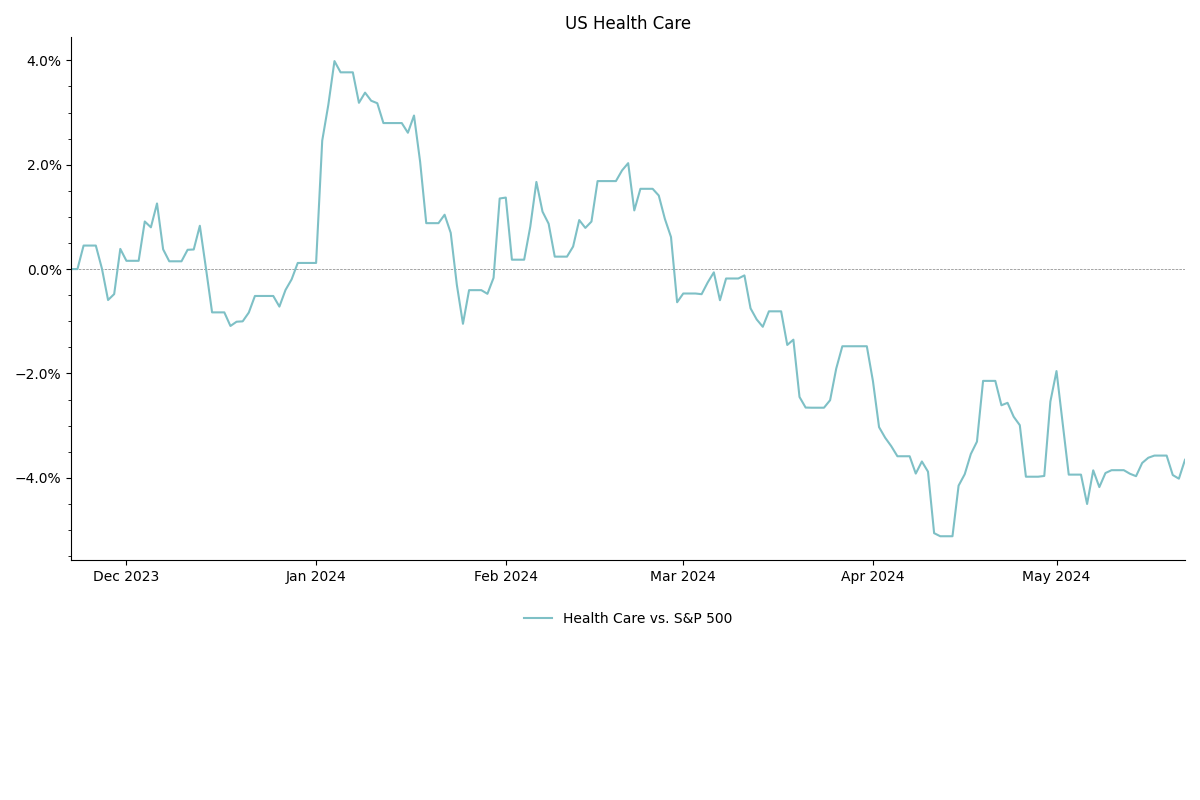 US Health Care
4.0%
2.0%
0.0%
−2.0%
−4.0%
Dec 2023
Jan 2024
Feb 2024
Mar 2024
Apr 2024
May 2024
Health Care vs. S&P 500